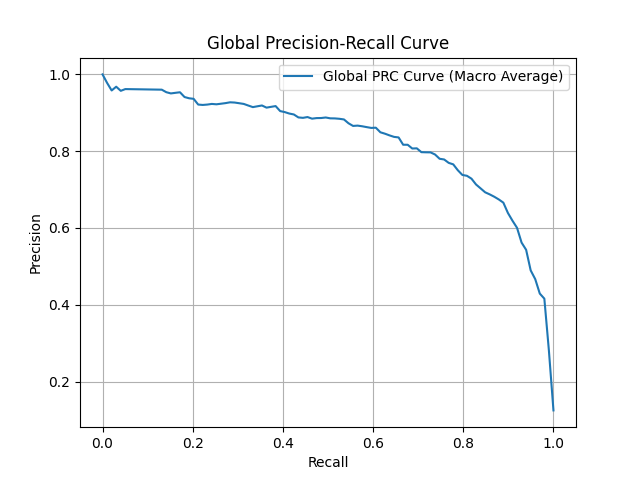 Global Precision-Recall Curve
Global PRC Curve (Macro Average)
1.0
0.8
0.6
0.4
0.2
Precision
0.0 0.2 0.4 0.6 0.8 1.0
Recall